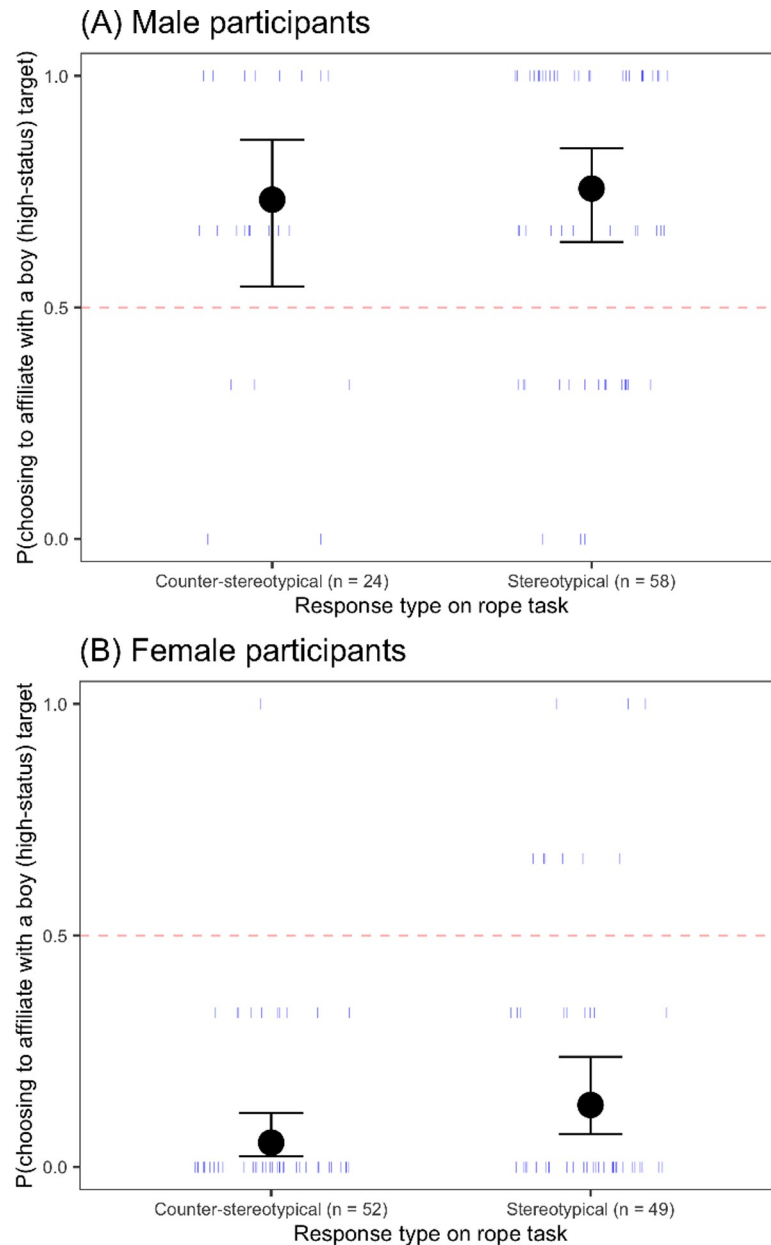 (A) Male participants
P(choosing to affiliate with a boy (high-status) target)
1.0
0.5
0.0
Counter-stereotypical (n = 24)
Stereotypical (n = 58)
Response type on rope task
(B) Female participants
P(choosing to affiliate with a boy (high-status) target
1.0
0.5
0.0
Counter-stereotypical (n = 52)
Stereotypical (n = 49)
Response type on rope task